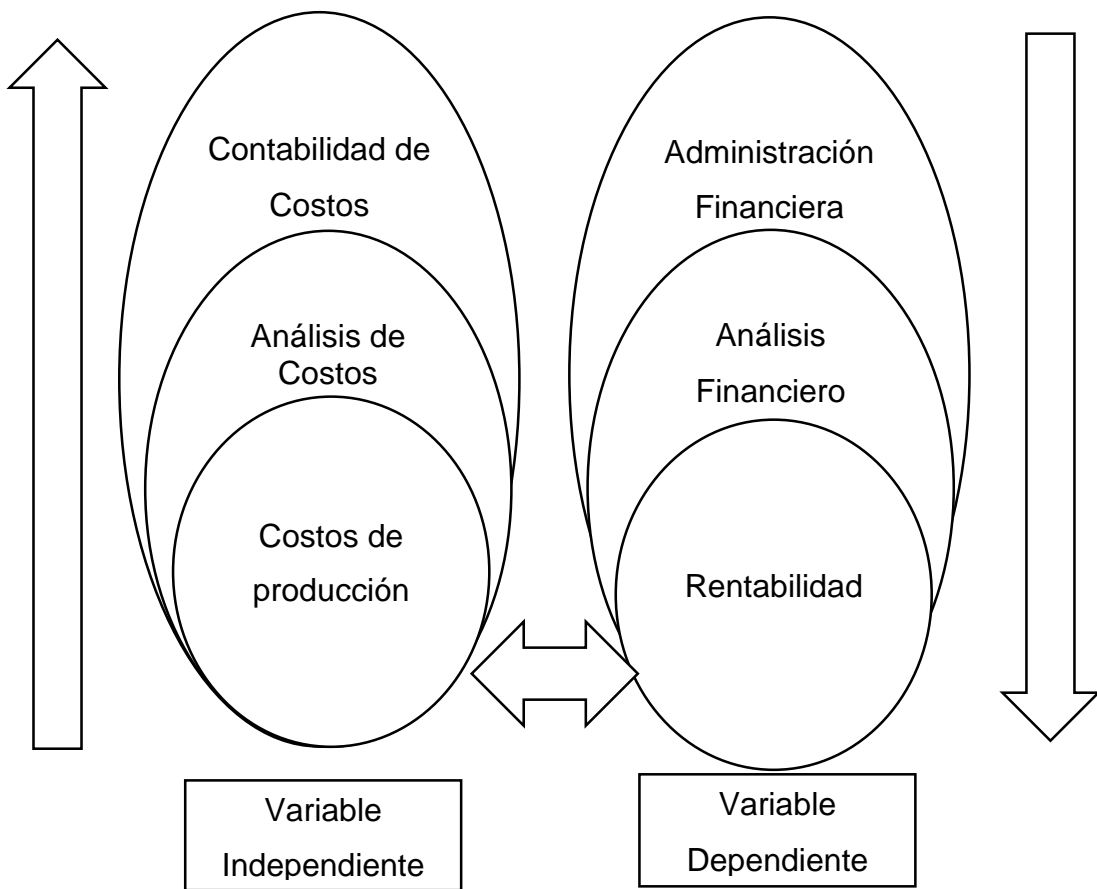 Contabilidad de
Costos
Análisis de
Costos
Costos de
producción
Variable
Independiente
Administración
Financiera
Análisis
Financiero
Rentabilidad
Variable
Dependiente